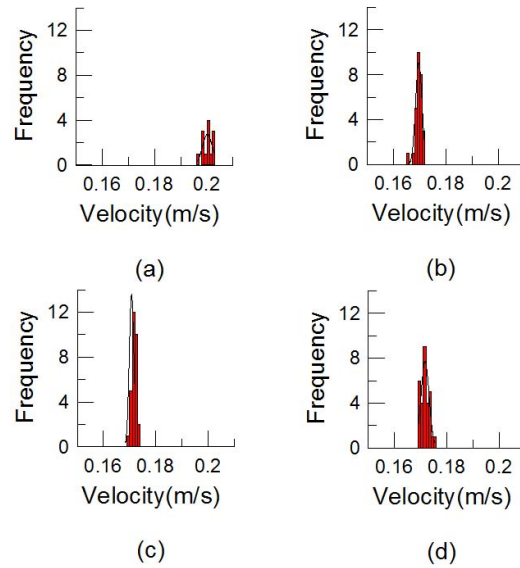 Frequency
12
8
4
0
0.16 0.18 0.2
Velocity(m/s)
(a)
Frequency
12
8
4
0
0.16 0.18 0.2
Velocity(m/s)
(b)
Frequency
12
8
4
0
0.16 0.18 0.2
Velocity(m/s)
(c)
Frequency
12
8
4
0
0.16 0.18 0.2
Velocity(m/s)
(d)